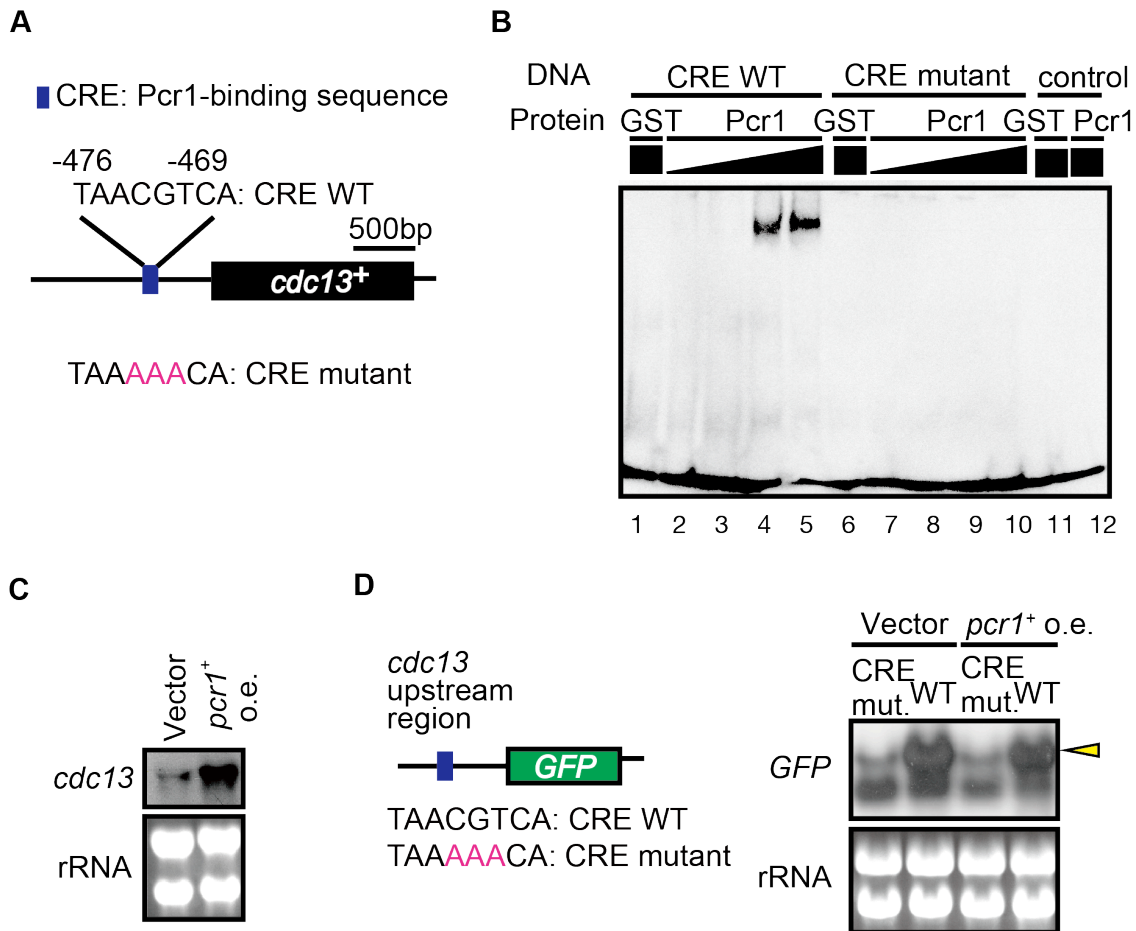 A
CRE: Pcr1-binding sequence
-476 -469
TAACGTCA: CRE WT
500bp
cdc13+
TAAAAACA: CRE mutant
B
DNA CRE WT CRE mutant control
Protein GST Pcr1 GST Pcr1 GST Pcr1
1 2 3 4 5 6 7 8 9 10 11 12
C
Vector
pcr1+
o.e.
cdc13
rRNA
D
cdc13
upstream
region
GFP
TAACGTCA: CRE WT
TAAAAACA: CRE mutant
Vector pcr1+ o.e.
CRE CRE
mut. WT mut. WT
GFP
rRNA